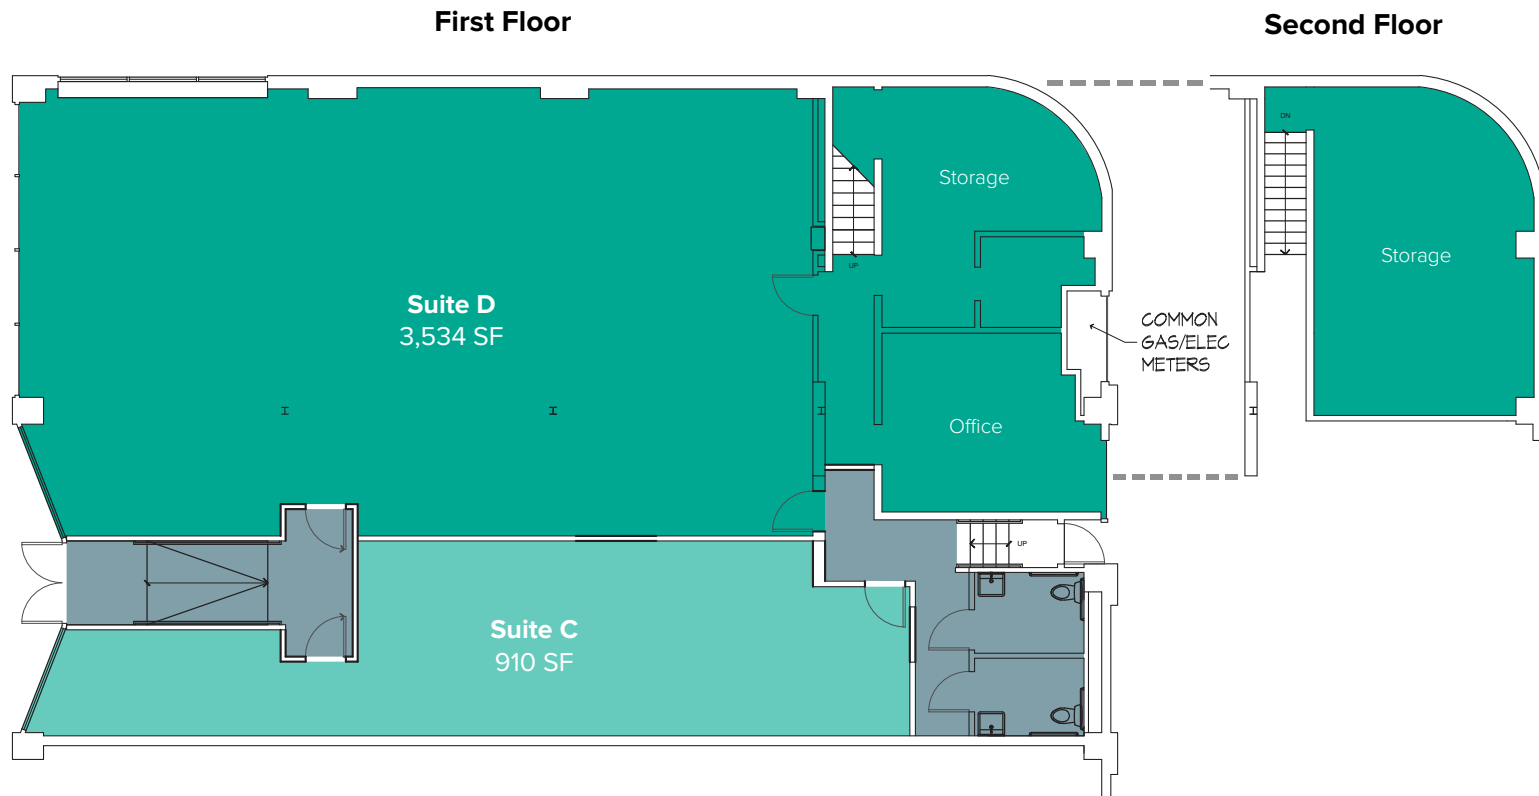 First Floor
Second Floor
DN
Storage
UP
Storage
Suite D
3,534 SF
COMMON
GAS/ELEC
METERS
Office
UP
Suite C
910 SF